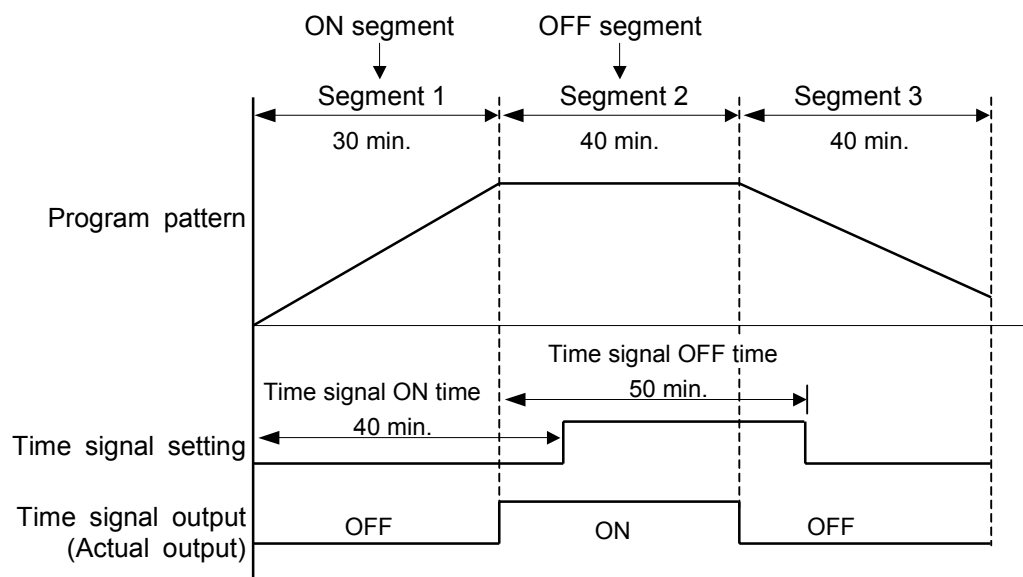 ON segment
OFF segment
Segment 1
Segment 2
Segment 3
30 min.
40 min.
40 min.
Program pattern
Time signal OFF time
50 min.
Time signal ON time
40 min.
Time signal setting
Time signal output
(Actual output)
OFF
ON
OFF